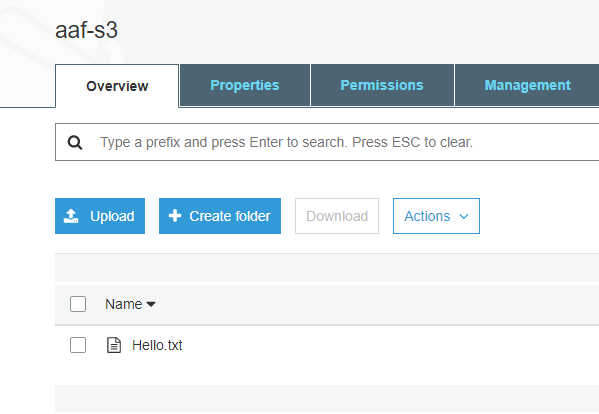 aaf-s3
Overview Properties Permissions Management
Type a prefix and press Enter to search. Press ESC to clear.
Upload Create folder Download Actions
Name
Hello.txt